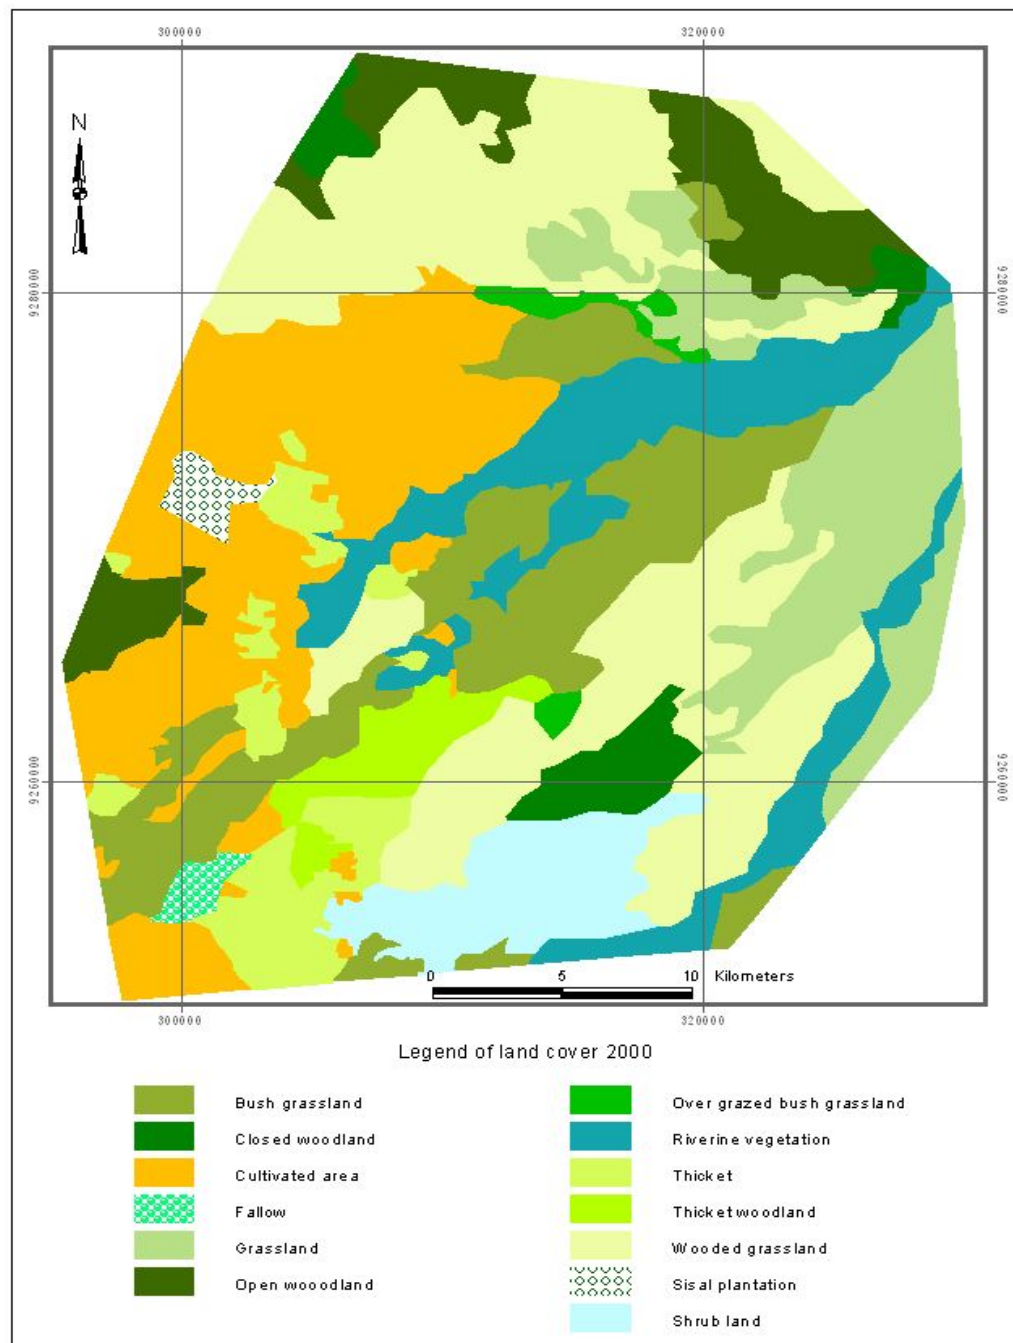 300000 320000
N
9280000 9280000
9260000 9260000
0 5 10 Kilometers
300000 320000
Legend of land cover 2000
Bush grassland
Closed woodland
Cultivated area
Fallow
Grassland
Open wooodland
Over grazed bush grassland
Riverine vegetation
Thicket
Thicket woodland
Wooded grassland
Sisal plantation
Shrub land